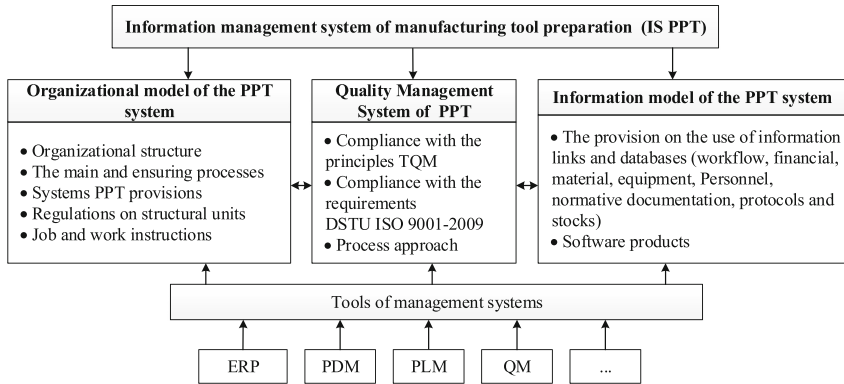 Information management system of manufacturing tool preparation (IS PPT)
Organizational model of the PPT
system
• Organizational structure
• The main and ensuring processes
• Systems PPT provisions
• Regulations on structural units
• Job and work instructions
Quality Management
System of PPT
• Compliance with the
principles TQM
• Compliance with the
requirements
DSTU ISO 9001-2009
• Process approach
Information model of the PPT system
• The provision on the use of information
links and databases (workflow, financial,
material, equipment, Personnel,
normative documentation, protocols and
stocks)
• Software products
Tools of management systems
ERP
PDM
PLM
QM
...